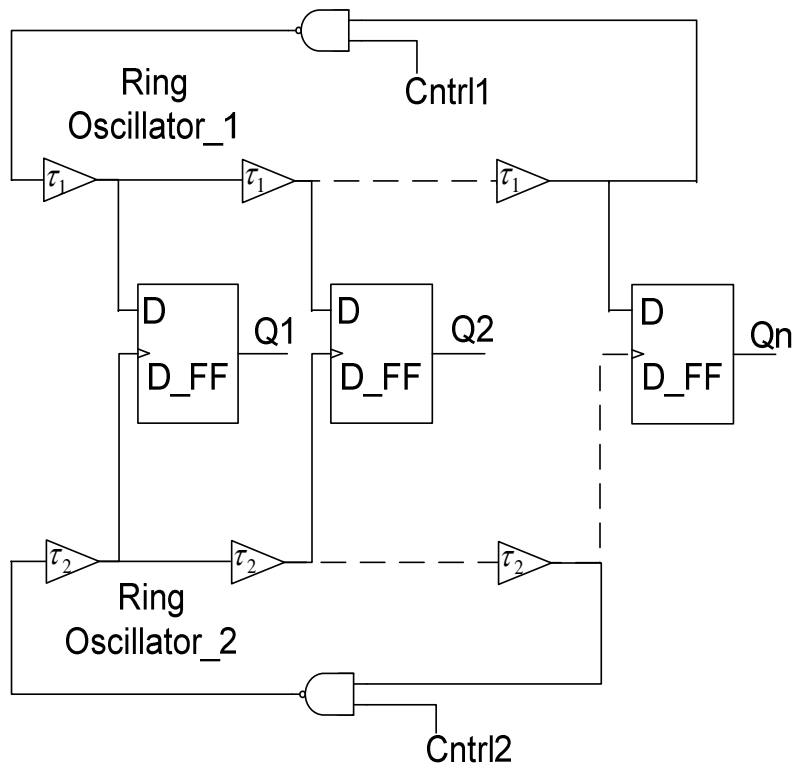 Cntrl1
Ring
Oscillator_1
τ1 τ1 τ1
D D D
Q1 Q2 Qn
D_FF D_FF D_FF
τ2 τ2 τ2
Ring
Oscillator_2
Cntrl2